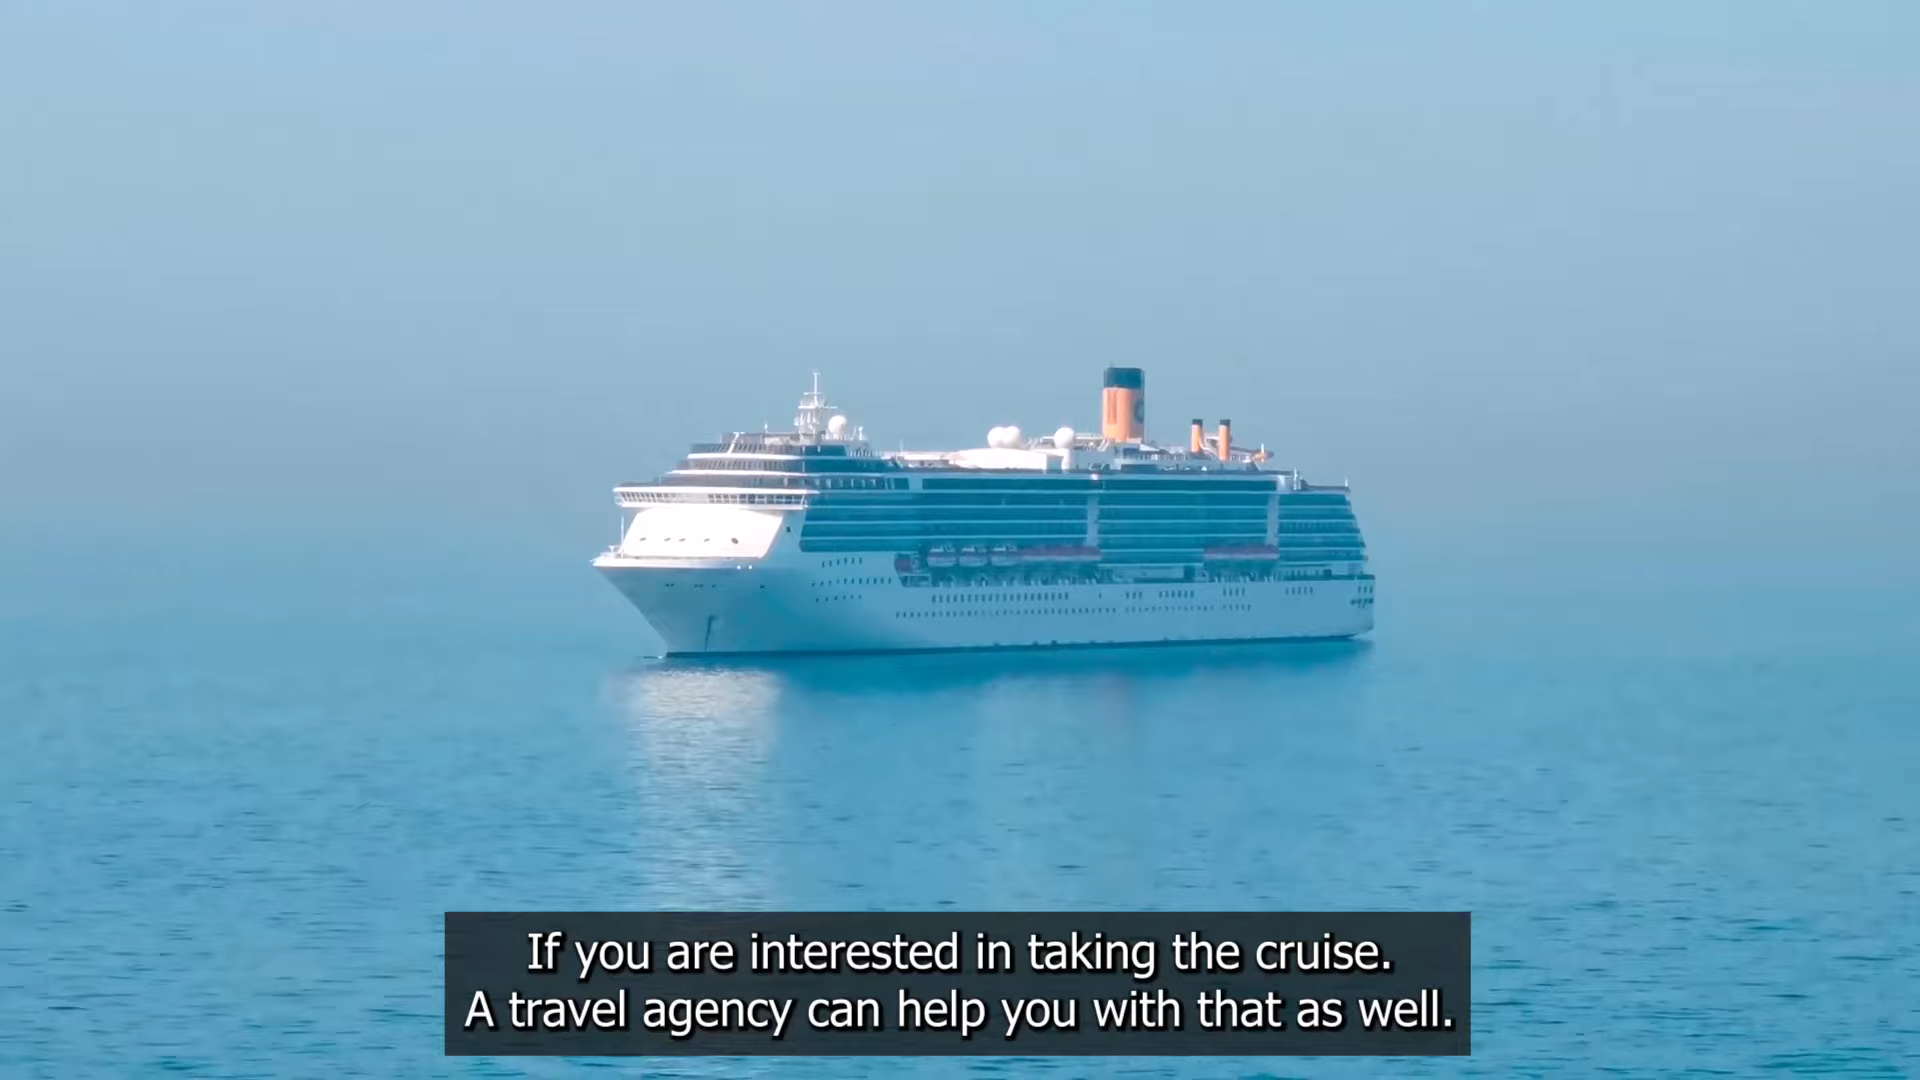 If you are interested in taking the cruise.
A travel agency can help you with that as well.